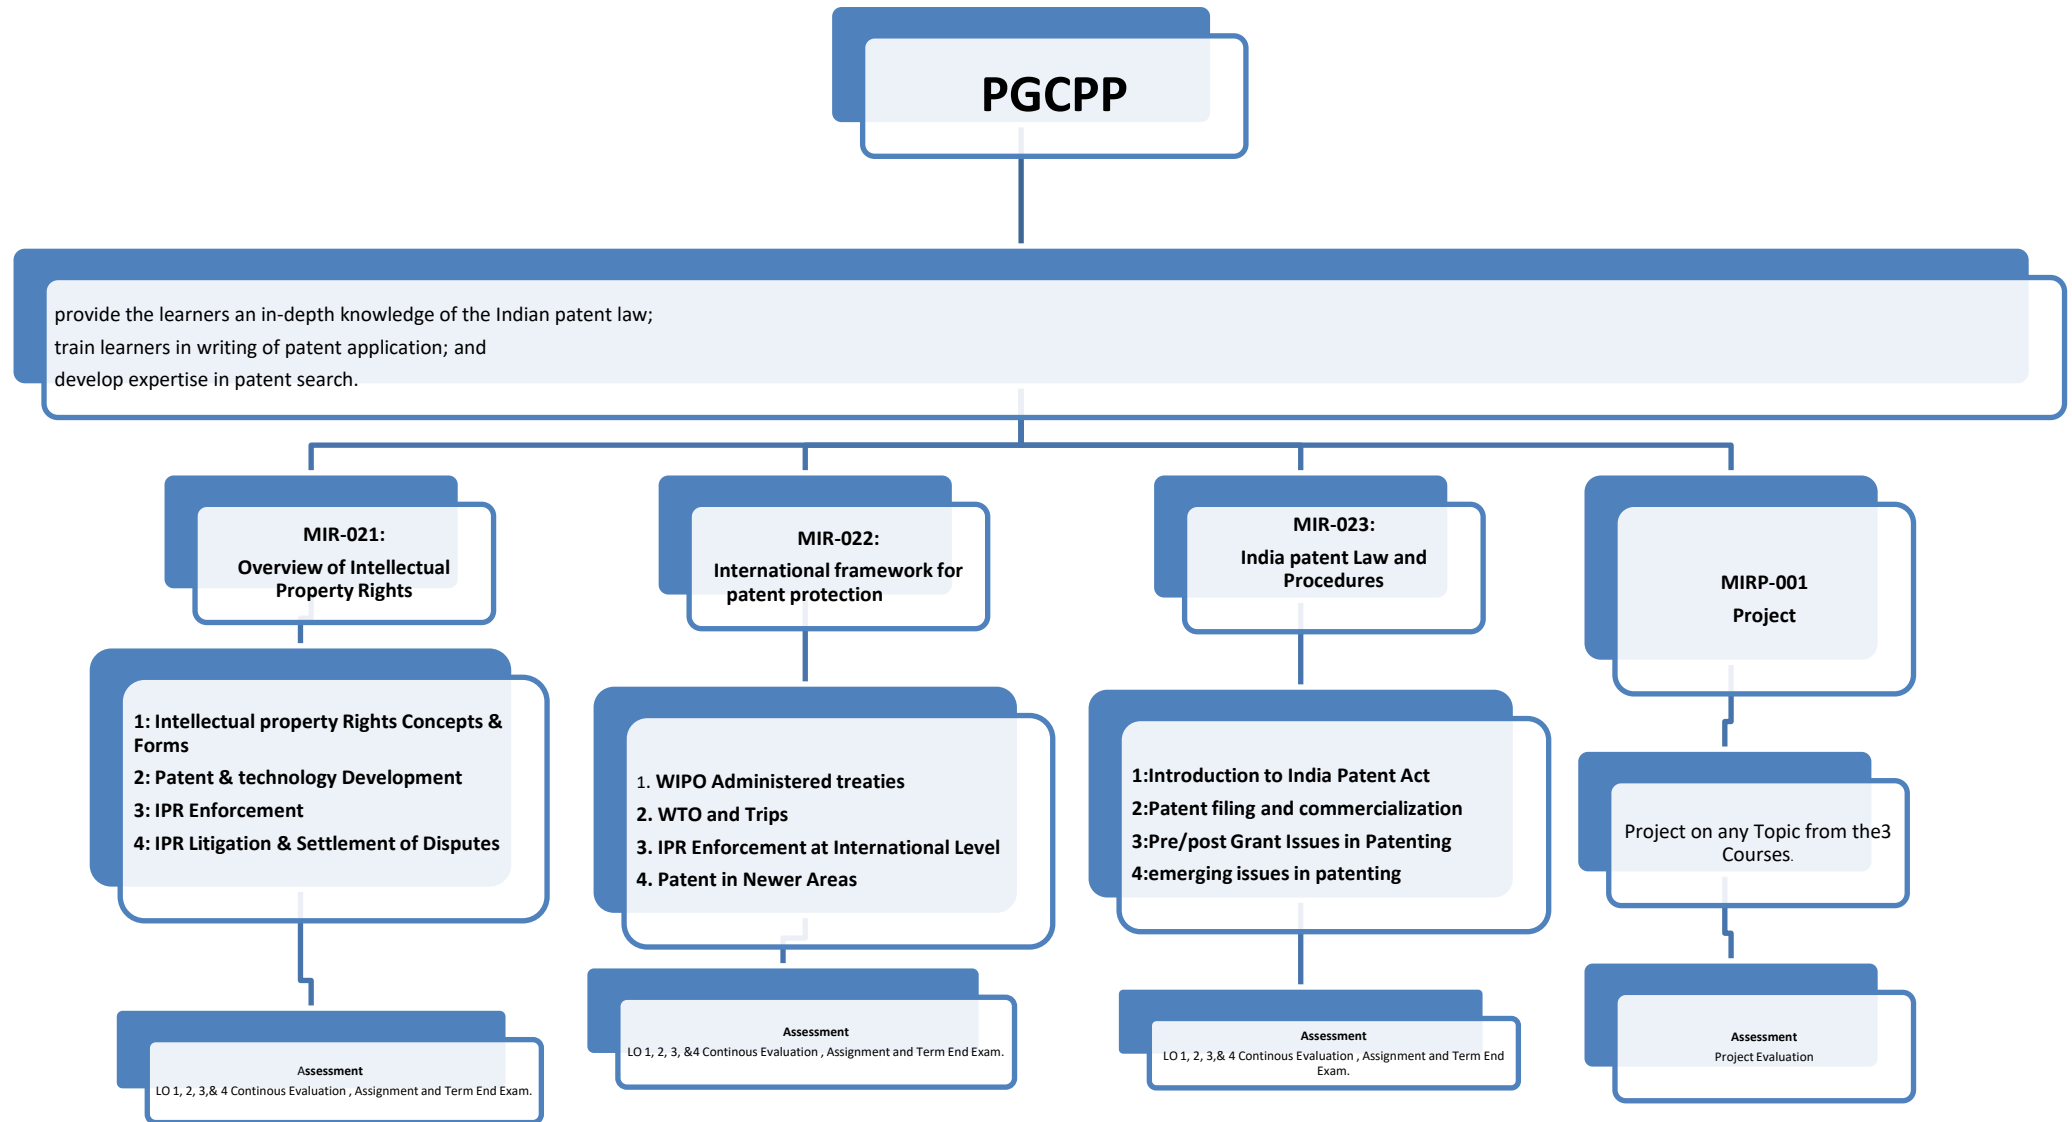 PGCPP
provide the learners an in-depth knowledge of the Indian patent law;
train learners in writing of patent application; and
develop expertise in patent search.
MIR-021:
Overview of Intellectual
Property Rights
1: Intellectual property Rights Concepts &
Forms
2: Patent & technology Development
3: IPR Enforcement
4: IPR Litigation & Settlement of Disputes
Assessment
LO 1, 2, 3,& 4 Continous Evaluation , Assignment and Term End Exam.
MIR-022:
International framework for
patent protection
1. WIPO Administered treaties
2. WTO and Trips
3. IPR Enforcement at International Level
4. Patent in Newer Areas
Assessment
LO 1, 2, 3, &4 Continous Evaluation , Assignment and Term End Exam.
MIR-023:
India patent Law and
Procedures
1:Introduction to India Patent Act
2:Patent filing and commercialization
3:Pre/post Grant Issues in Patenting
4:emerging issues in patenting
Assessment
LO 1, 2, 3,& 4 Continous Evaluation , Assignment and Term End
Exam.
MIRP-001
Project
Project on any Topic from the3
Courses.
Assessment
Project Evaluation